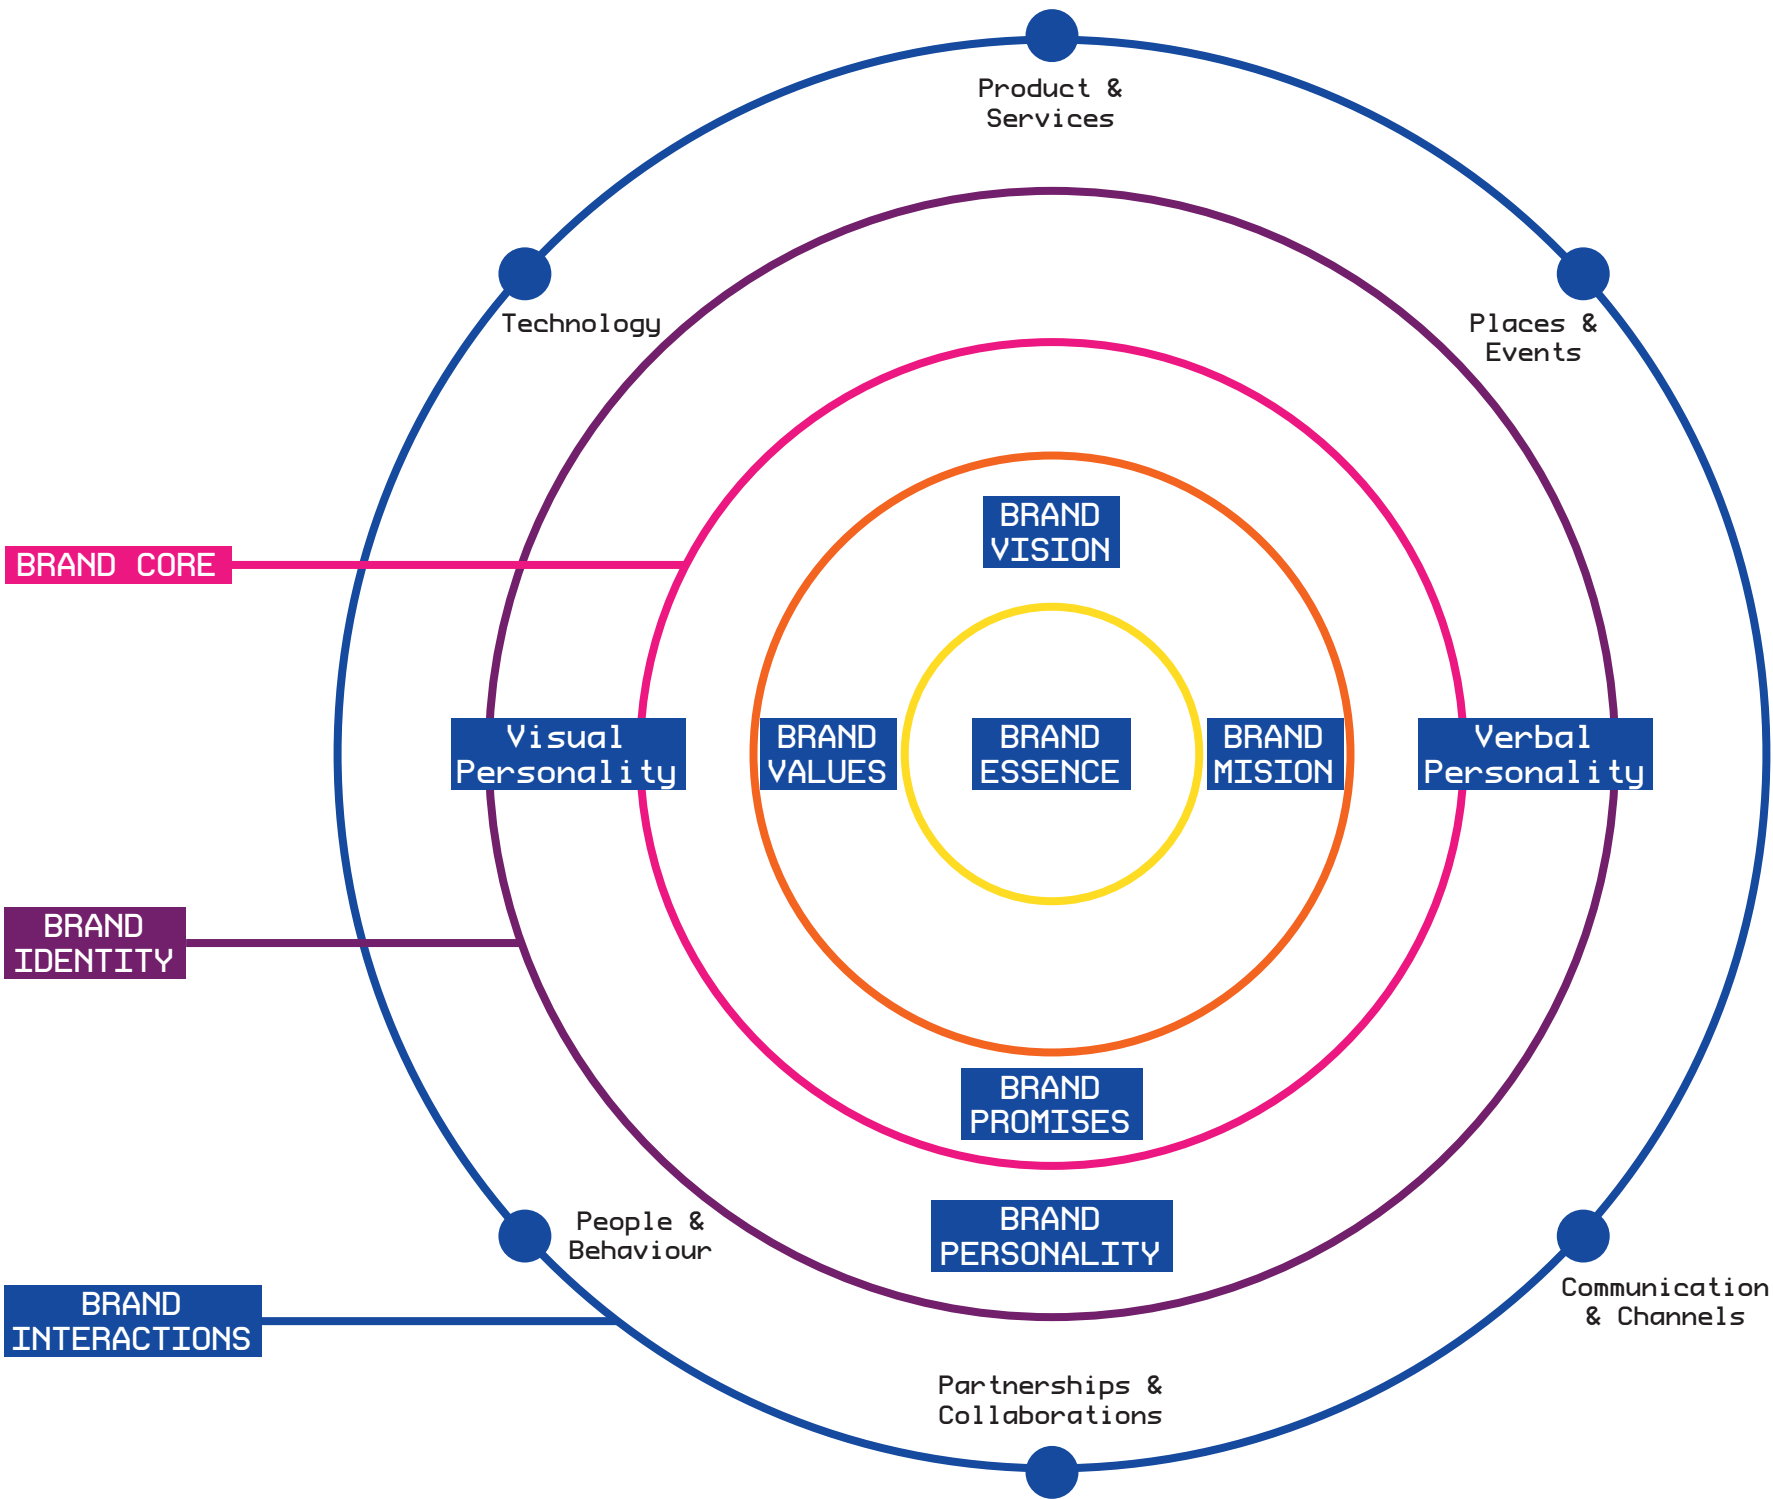 Product &
Services
Technology
Places &
Events
BRAND
VISION
BRAND CORE
Visual
Personality
BRAND
VALUES
BRAND
ESSENCE
BRAND
MISION
Verbal
Personality
BRAND
IDENTITY
BRAND
PROMISES
People &
Behaviour
BRAND
PERSONALITY
BRAND
INTERACTIONS
Communication
& Channels
Partnerships &
Collaborations